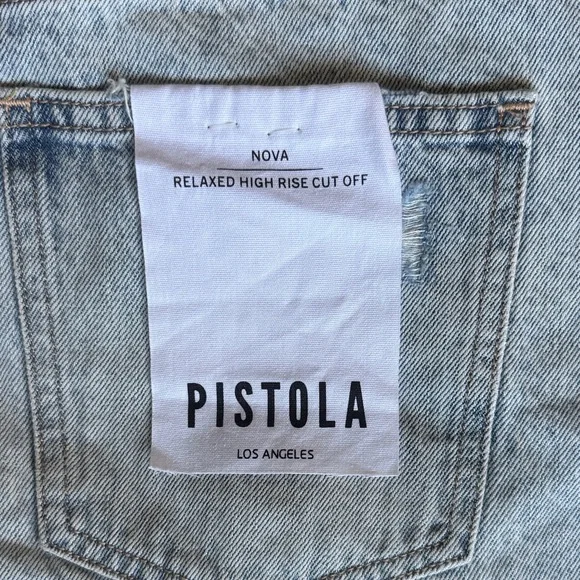 NOVA
RELAXED HIGH RISE CUT OFF
PISTOLA
LOS ANGELES